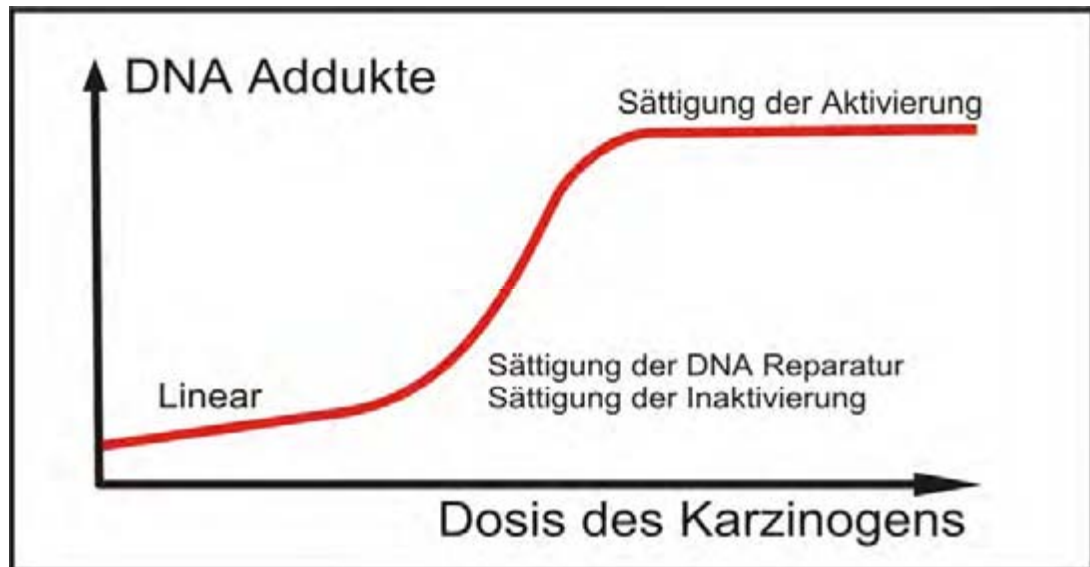 DNA Addukte
Sättigung der Aktivierung
Sättigung der DNA Reparatur
Sättigung der Inaktivierung
Linear
Dosis des Karzinogens